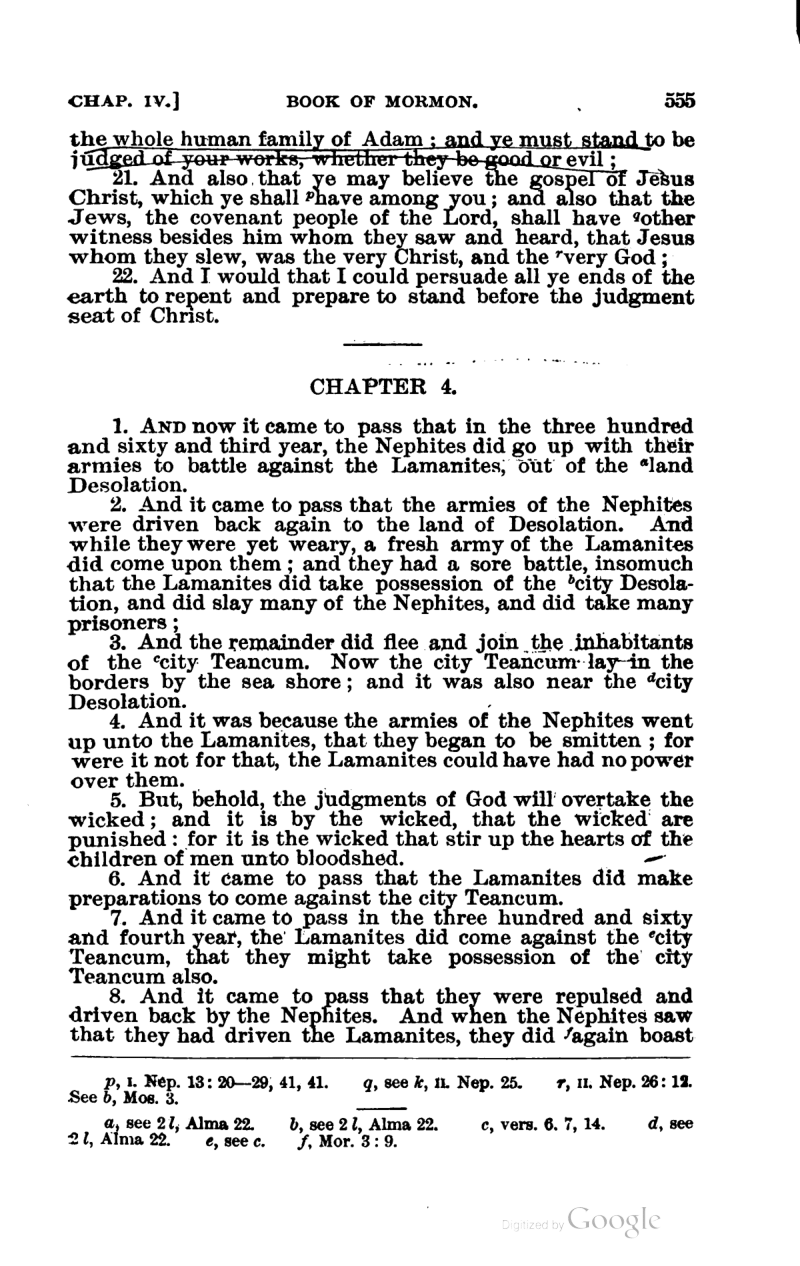 CHAP. IV.] BOOK OF MORMON. 555
the whole human family of Adam ; and ye must stand to be
judged of your works, whether they be good or evil ;
21. And also that ye may believe the gospel of Jesus
Christ, which ye shall ᵖhave among you ; and also that the
Jews, the covenant people of the Lord, shall have ᑫother
witness besides him whom they saw and heard, that Jesus
whom they slew, was the very Christ, and the ʳvery God ;
22. And I would that I could persuade all ye ends of the
earth to repent and prepare to stand before the judgment
seat of Christ.
CHAPTER 4.
1. AND now it came to pass that in the three hundred
and sixty and third year, the Nephites did go up with their
armies to battle against the Lamanites, out of the ᵃland
Desolation.
2. And it came to pass that the armies of the Nephites
were driven back again to the land of Desolation. And
while they were yet weary, a fresh army of the Lamanites
did come upon them ; and they had a sore battle, insomuch
that the Lamanites did take possession of the ᵇcity Desola-
tion, and did slay many of the Nephites, and did take many
prisoners ;
3. And the remainder did flee and join the inhabitants
of the ᶜcity Teancum. Now the city Teancum lay in the
borders by the sea shore ; and it was also near the ᵈcity
Desolation.
4. And it was because the armies of the Nephites went
up unto the Lamanites, that they began to be smitten ; for
were it not for that, the Lamanites could have had no power
over them.
5. But, behold, the judgments of God will overtake the
wicked ; and it is by the wicked, that the wicked are
punished : for it is the wicked that stir up the hearts of the
children of men unto bloodshed.
6. And it came to pass that the Lamanites did make
preparations to come against the city Teancum.
7. And it came to pass in the three hundred and sixty
and fourth year, the Lamanites did come against the ᵉcity
Teancum, that they might take possession of the city
Teancum also.
8. And it came to pass that they were repulsed and
driven back by the Nephites. And when the Nephites saw
that they had driven the Lamanites, they did ᶠagain boast
p, I. Nep. 13: 20—29, 41, 41. q, see k, II. Nep. 25. r, II. Nep. 26: 12.
See b, Mos. 3.
a, see 2 l, Alma 22. b, see 2 l, Alma 22. c, vers. 6. 7, 14. d, see
2 l, Alma 22. e, see c. f, Mor. 3 : 9.
Digitized by Google